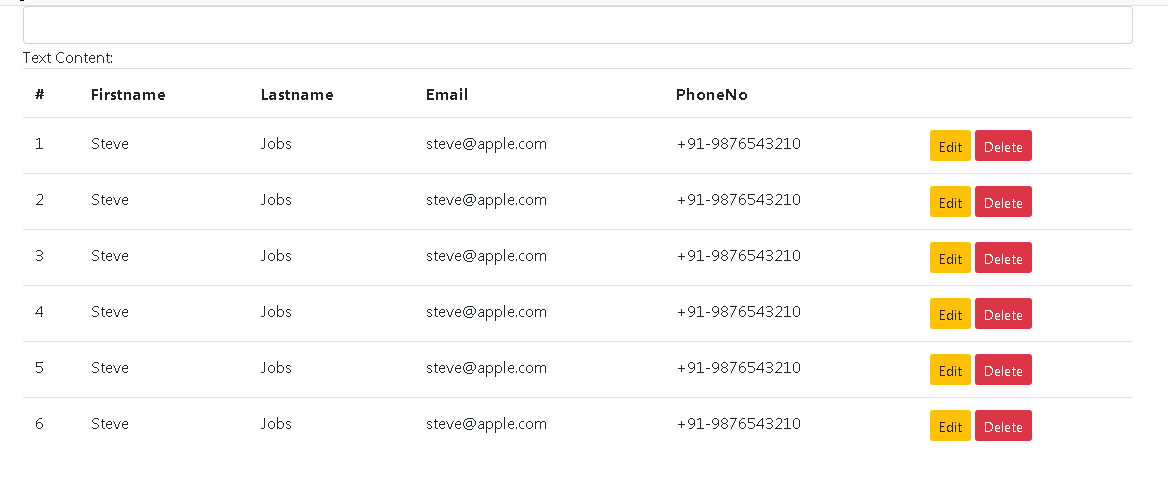 Text Content:
# Firstname Lastname Email PhoneNo
1 Steve Jobs steve@apple.com +91-9876543210 Edit Delete
2 Steve Jobs steve@apple.com +91-9876543210 Edit Delete
3 Steve Jobs steve@apple.com +91-9876543210 Edit Delete
4 Steve Jobs steve@apple.com +91-9876543210 Edit Delete
5 Steve Jobs steve@apple.com +91-9876543210 Edit Delete
6 Steve Jobs steve@apple.com +91-9876543210 Edit Delete